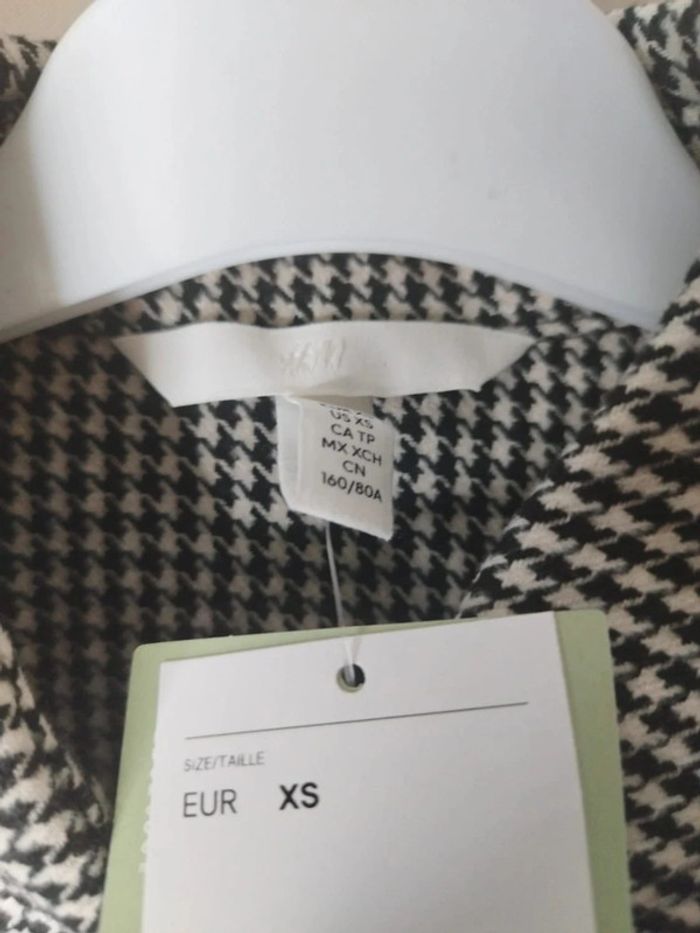 H&M
US XS
CA TP
MX XCH
CN
160/80A
SIZE/TAILLE
EUR XS